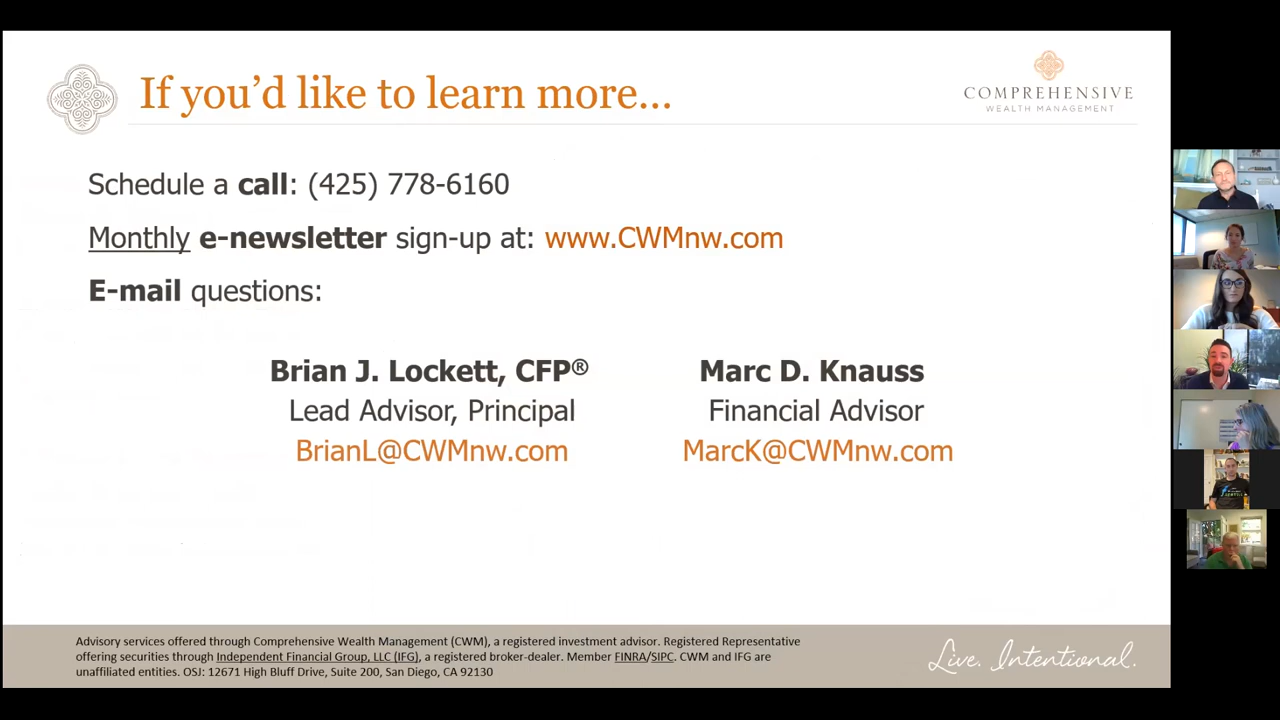 If you'd like to learn more...
COMPREHENSIVE
WEALTH MANAGEMENT
Schedule a call: (425) 778-6160
Monthly e-newsletter sign-up at: www.CWMnw.com
E-mail questions:
Brian J. Lockett, CFP®
Lead Advisor, Principal
BrianL@CWMnw.com
Marc D. Knauss
Financial Advisor
MarcK@CWMnw.com
Advisory services offered through Comprehensive Wealth Management (CWM), a registered investment advisor. Registered Representative
offering securities through Independent Financial Group, LLC (IFG), a registered broker-dealer. Member FINRA/SIPC. CWM and IFG are
unaffiliated entities. OSJ: 12671 High Bluff Drive, Suite 200, San Diego, CA 92130
Live. Intentional.